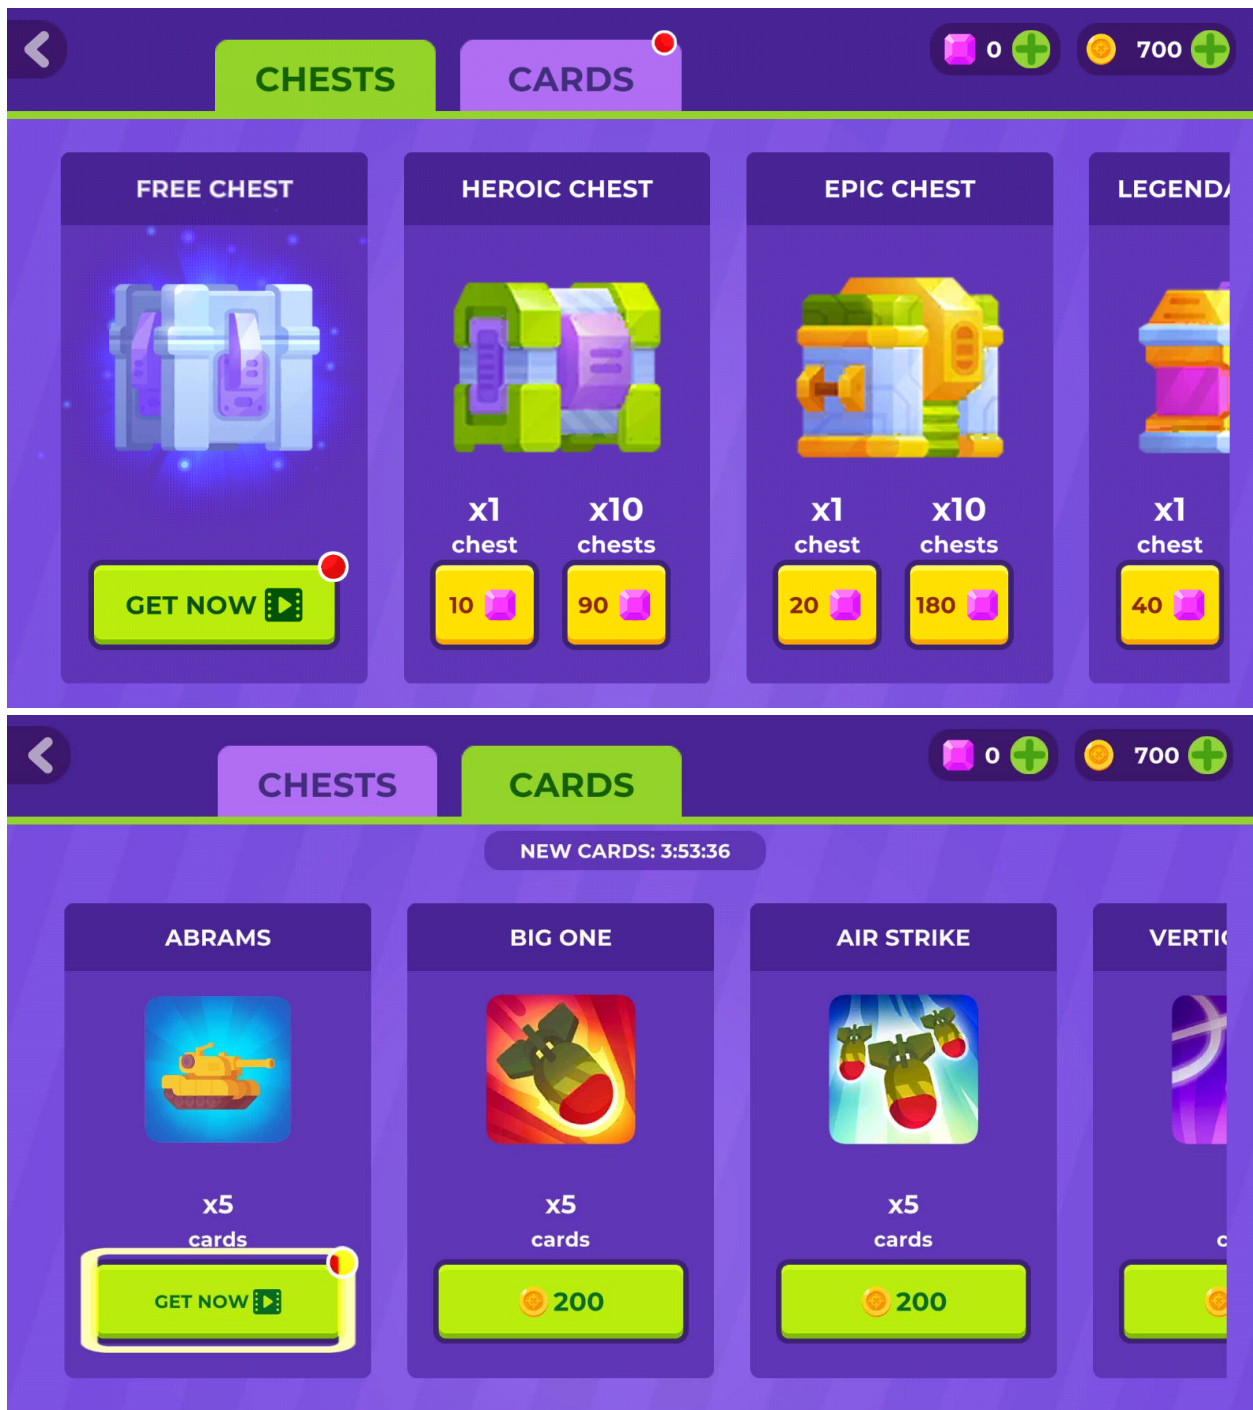 CHESTS
CARDS
0
700
FREE CHEST
HEROIC CHEST
EPIC CHEST
LEGENDA
x1
x10
x1
x10
x1
chest
chests
chest
chests
chest
GET NOW
10
90
20
180
40
CHESTS
CARDS
0
700
NEW CARDS: 3:53:36
ABRAMS
BIG ONE
AIR STRIKE
VERTIC
x5
x5
x5
cards
cards
cards
c
GET NOW
200
200